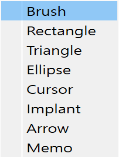 Brush
Rectangle
Triangle
Ellipse
Cursor
Implant
Arrow
Memo